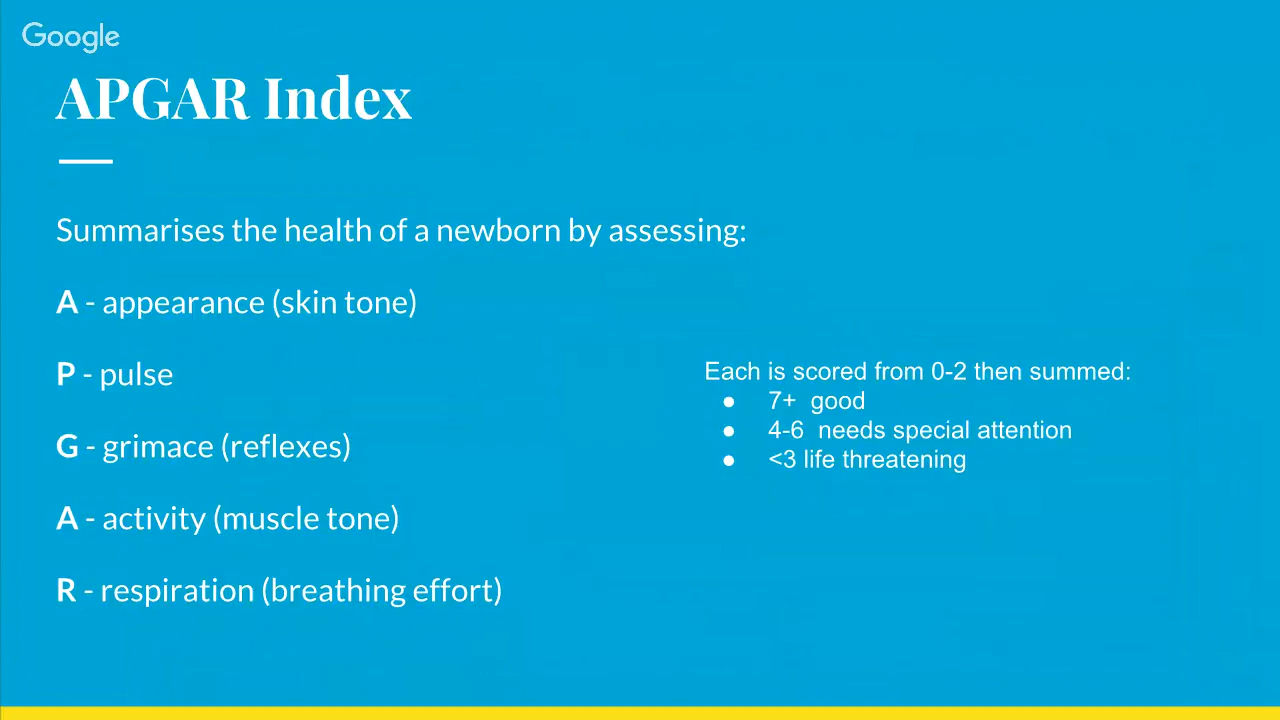 Google
APGAR Index
Summarises the health of a newborn by assessing:
A - appearance (skin tone)
P - pulse
G - grimace (reflexes)
A - activity (muscle tone)
R - respiration (breathing effort)
Each is scored from 0-2 then summed:
● 7+ good
● 4-6 needs special attention
● <3 life threatening